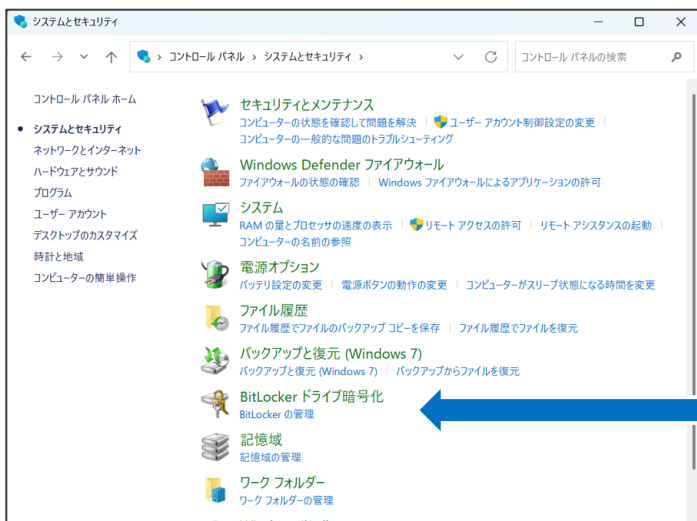 システムとセキュリティ
コントロール パネル › システムとセキュリティ ›
コントロール パネルの検索
コントロール パネル ホーム
システムとセキュリティ
ネットワークとインターネット
ハードウェアとサウンド
プログラム
ユーザー アカウント
デスクトップのカスタマイズ
時計と地域
コンピューターの簡単操作
セキュリティとメンテナンス
コンピューターの状態を確認して問題を解決 ユーザー アカウント制御設定の変更
コンピューターの一般的な問題のトラブルシューティング
Windows Defender ファイアウォール
ファイアウォールの状態の確認 Windows ファイアウォールによるアプリケーションの許可
システム
RAM の量とプロセッサの速度の表示 リモート アクセスの許可 リモート アシスタンスの起動
コンピューターの名前の参照
電源オプション
バッテリ設定の変更 電源ボタンの動作の変更 コンピューターがスリープ状態になる時間を変更
ファイル履歴
ファイル履歴でファイルのバックアップ コピーを保存 ファイル履歴でファイルを復元
バックアップと復元 (Windows 7)
バックアップと復元 (Windows 7) バックアップからファイルを復元
BitLocker ドライブ暗号化
BitLocker の管理
記憶域
記憶域の管理
ワーク フォルダー
ワーク フォルダーの管理